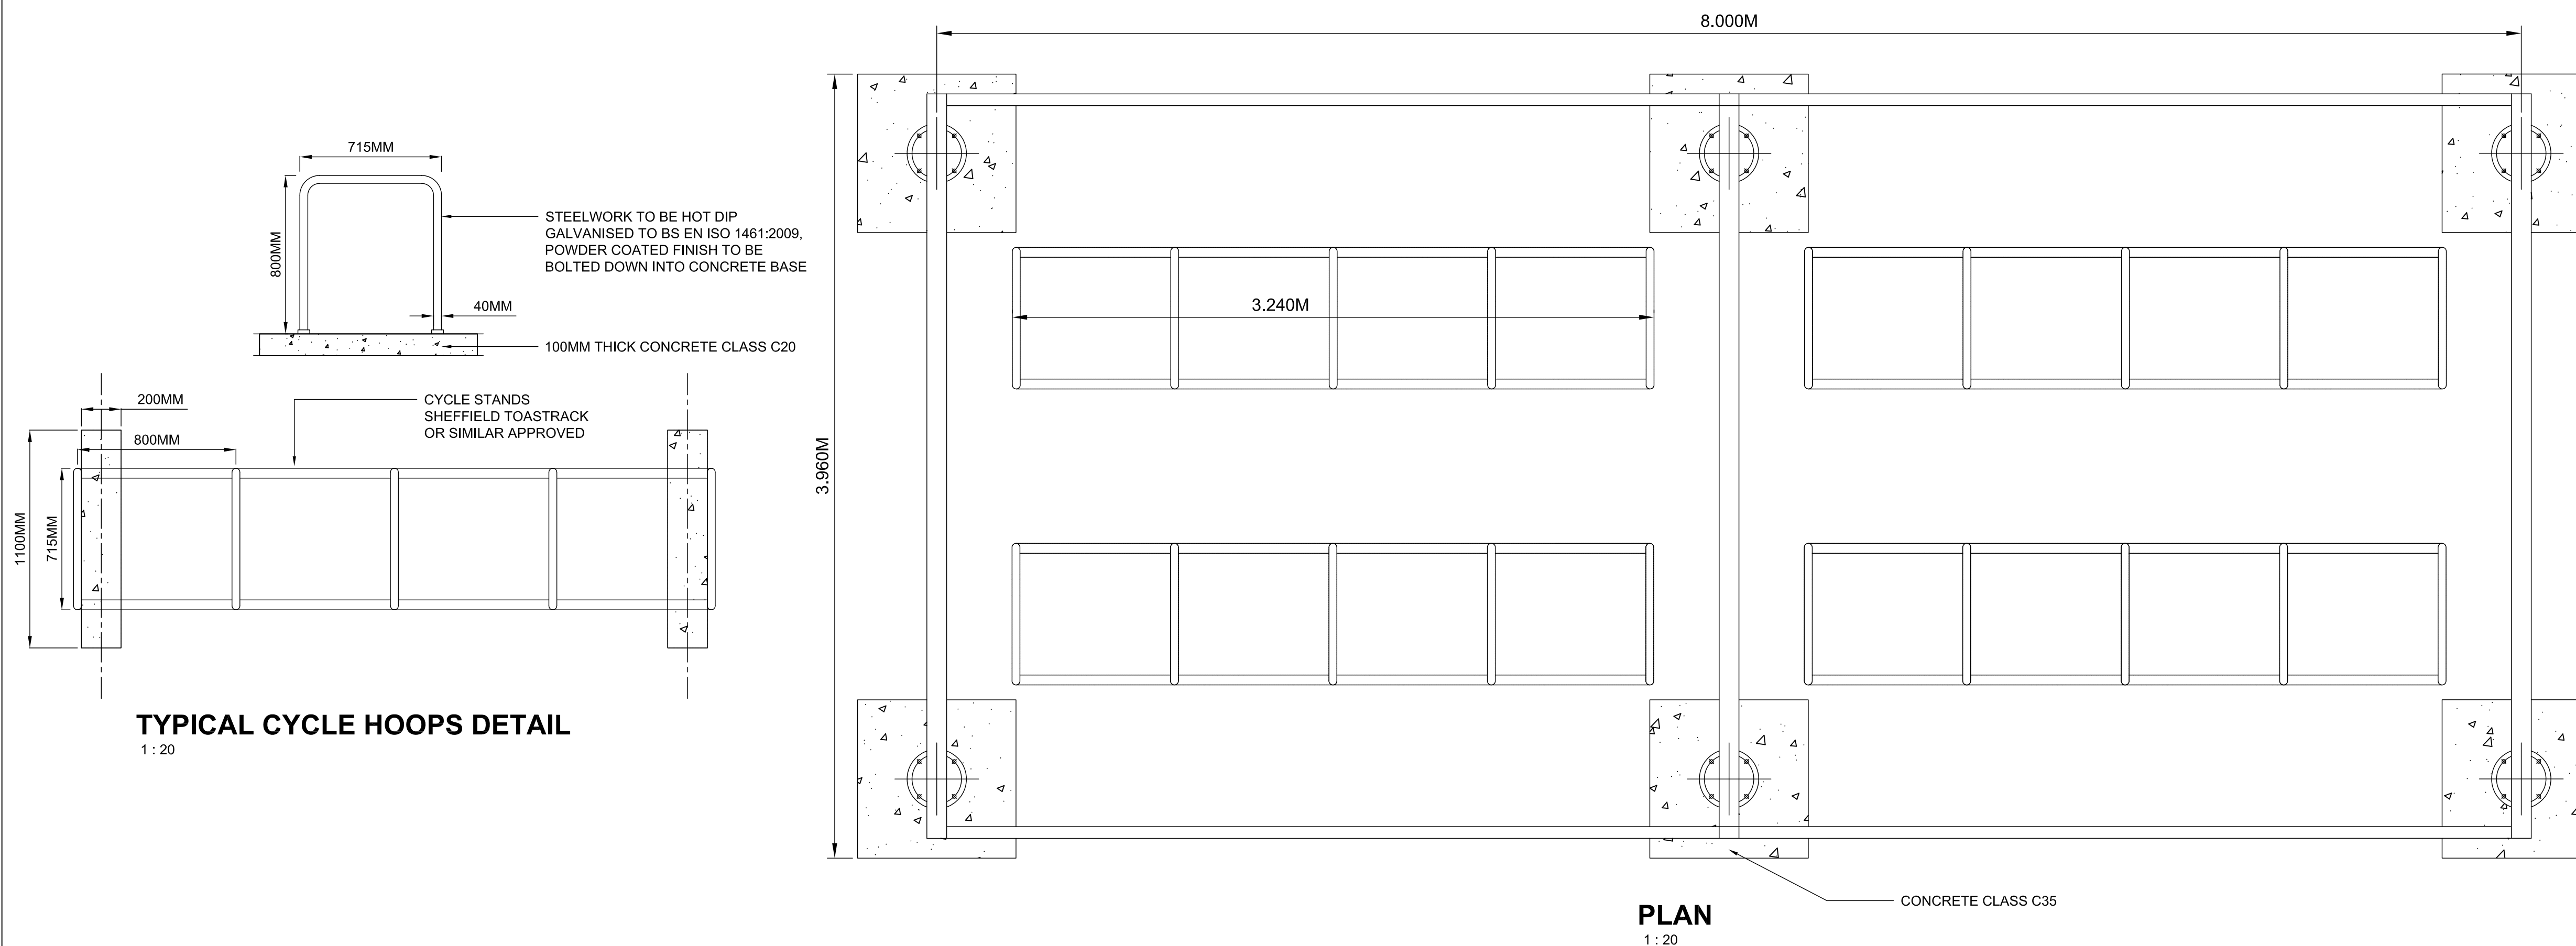 8.000M
715MM
800MM
STEELWORK TO BE HOT DIP
GALVANISED TO BS EN ISO 1461:2009,
POWDER COATED FINISH TO BE
BOLTED DOWN INTO CONCRETE BASE
40MM
100MM THICK CONCRETE CLASS C20
200MM
800MM
CYCLE STANDS
SHEFFIELD TOASTRACK
OR SIMILAR APPROVED
1100MM
715MM
TYPICAL CYCLE HOOPS DETAIL
1 : 20
3.960M
3.240M
CONCRETE CLASS C35
PLAN
1 : 20